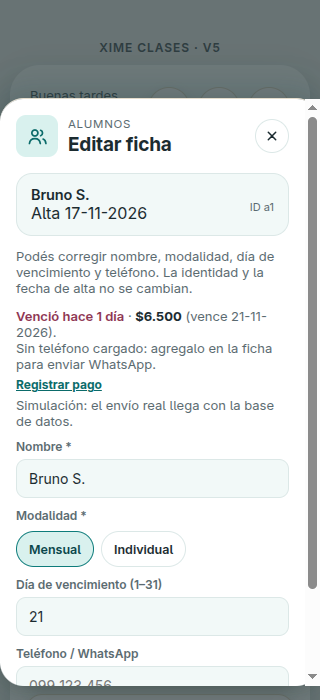 XIME CLASES · V5
Buenas tardes
ALUMNOS
Editar ficha
Bruno S.
Alta 17-11-2026
ID a1
Podés corregir nombre, modalidad, día de
vencimiento y teléfono. La identidad y la
fecha de alta no se cambian.
Venció hace 1 día · $6.500 (vence 21-11-
2026).
Sin teléfono cargado: agregalo en la ficha
para enviar WhatsApp.
Registrar pago
Simulación: el envío real llega con la base
de datos.
Nombre *
Bruno S.
Modalidad *
Mensual
Individual
Día de vencimiento (1–31)
21
Teléfono / WhatsApp
099 123 456